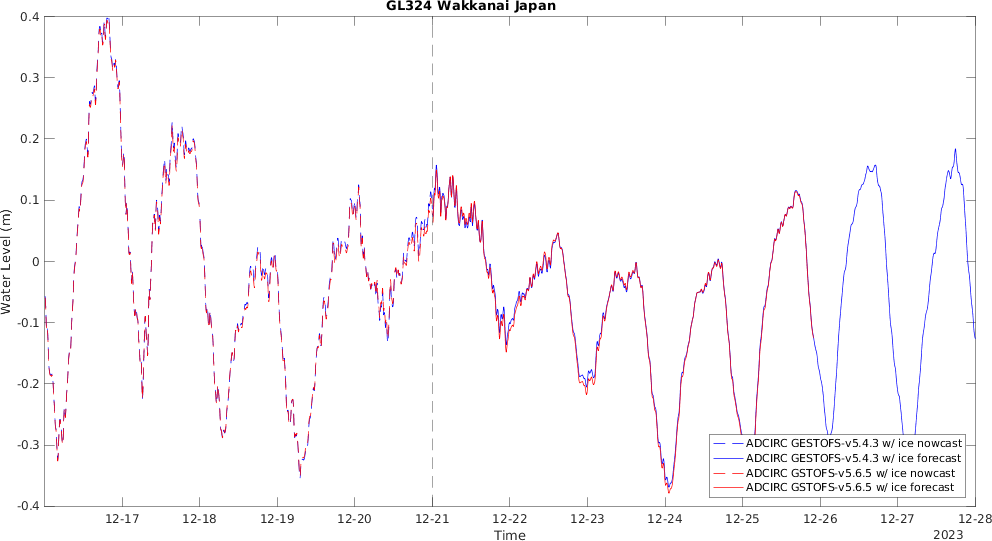 GL324 Wakkanai Japan
0.4
0.3
0.2
0.1
0
-0.1
-0.2
-0.3
-0.4
Water Level (m)
ADCIRC GESTOFS-v5.4.3 w/ ice nowcast
ADCIRC GESTOFS-v5.4.3 w/ ice forecast
ADCIRC GSTOFS-v5.6.5 w/ ice nowcast
ADCIRC GSTOFS-v5.6.5 w/ ice forecast
12-17 12-18 12-19 12-20 12-21 12-22 12-23 12-24 12-25 12-26 12-27 12-28
Time
2023